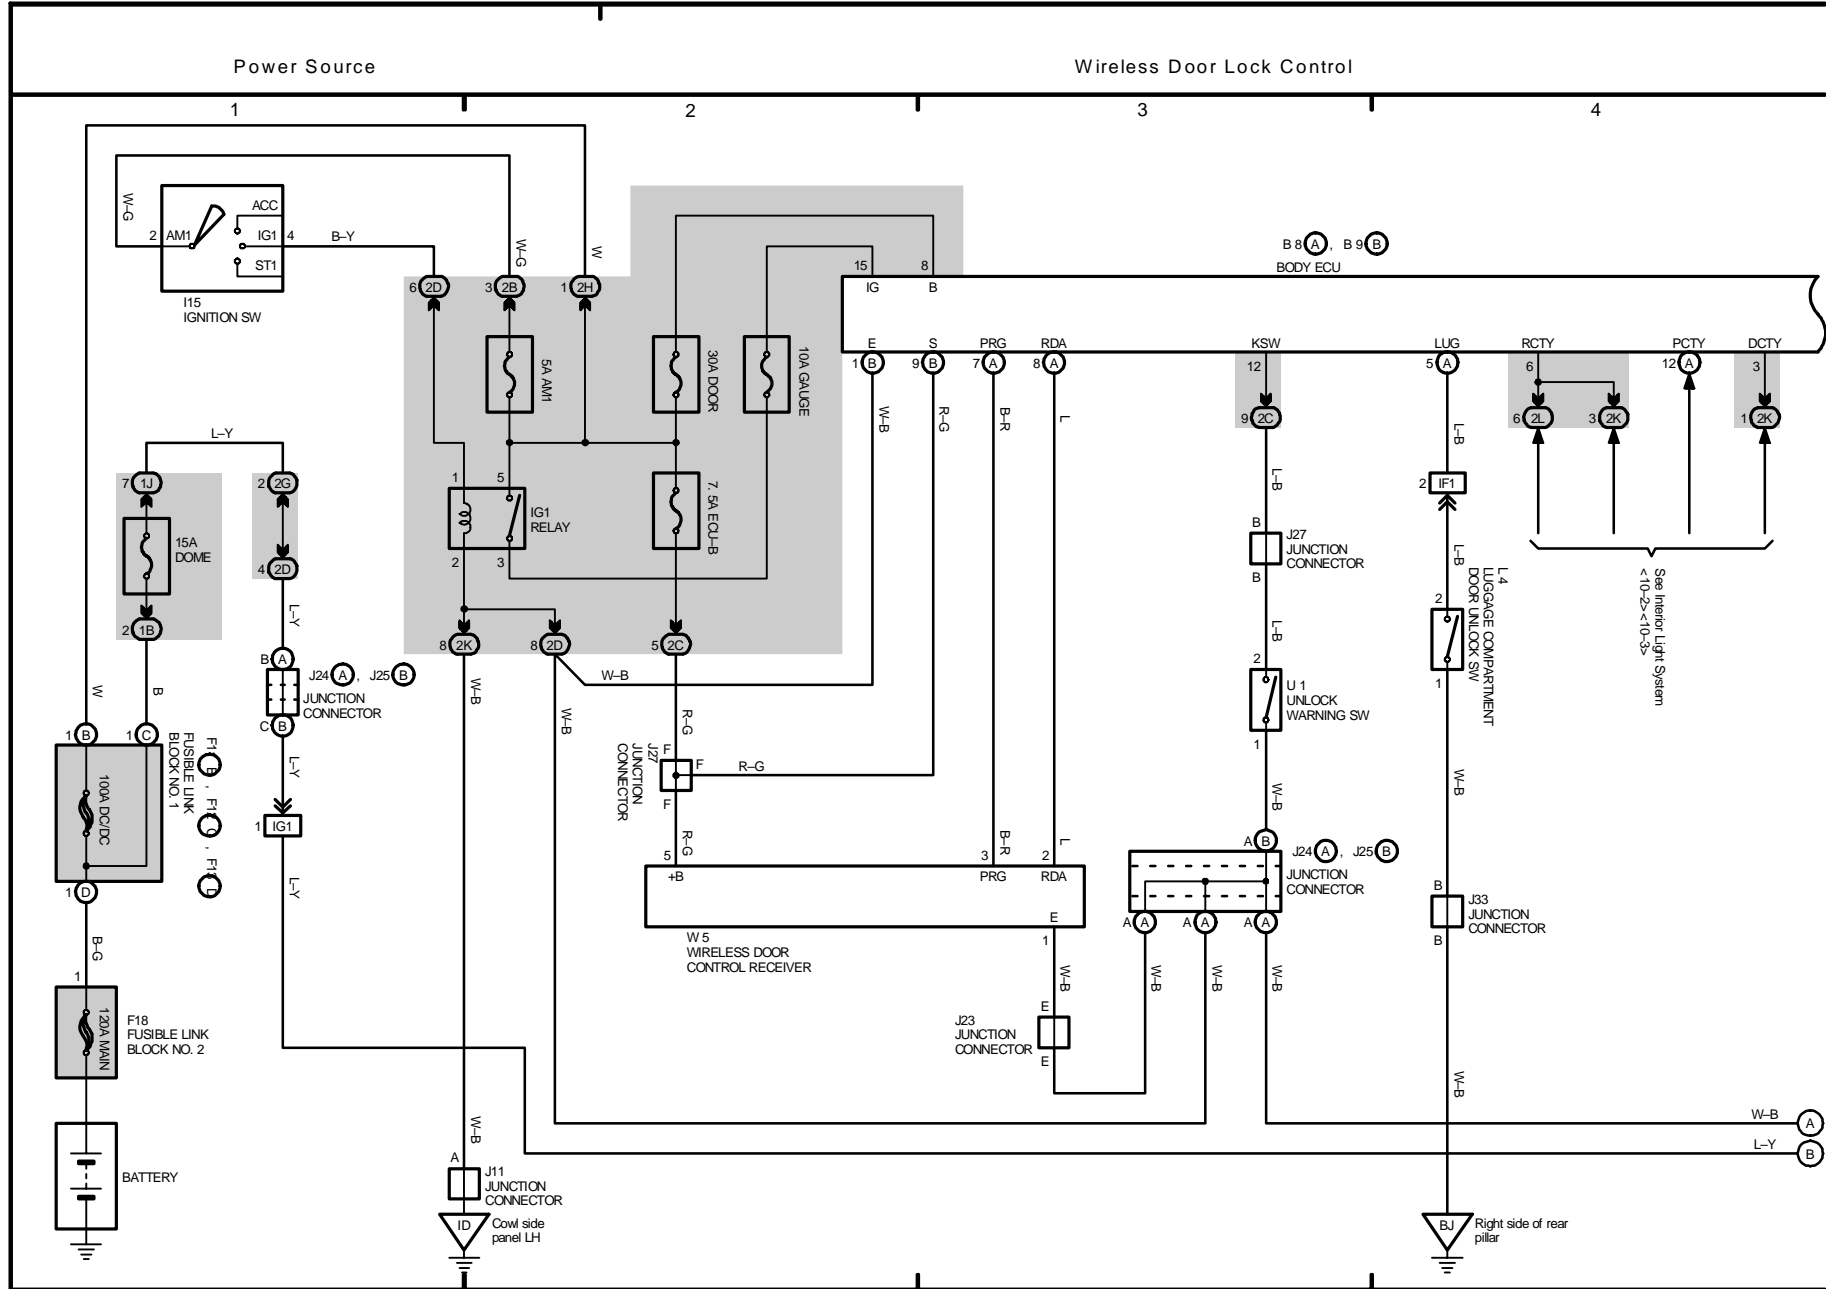 Power Source
Wireless Door Lock Control
1
2
3
4
W–G
2
AM1
ACC
IG1
4
ST1
B–Y
I15
IGNITION SW
W–G
W
6
2D
3
2B
1
2H
5A AM1
30A DOOR
10A GAUGE
7. 5A ECU–B
15
IG
8
B
B 8
A
, B 9
B
BODY ECU
E
1
B
S
9
B
PRG
7
A
RDA
8
A
KSW
12
9
2C
LUG
5
A
RCTY
6
6
2L
3
2K
PCTY
12
A
DCTY
3
1
2K
See Interior Light System
<10–2><10–3>
L–Y
7
1J
2
2G
15A
DOME
4
2D
2
1B
1
5
IG1
RELAY
2
3
8
2K
8
2D
5
2C
W–B
R–G
B–R
L
L–B
B
J27
JUNCTION
CONNECTOR
B
L–B
2
U 1
UNLOCK
WARNING SW
1
W–B
L–B
2
IF1
L–B
L 4
LUGGAGE COMPARTMENT
DOOR UNLOCK SW
2
1
W–B
L–Y
B
A
J24
A
, J25
B
JUNCTION
CONNECTOR
C
B
L–Y
1
IG1
L–Y
W
B
1
B
1
C
F11
B
, F12
C
, F13
D
FUSIBLE LINK
BLOCK NO. 1
100A DC/DC
1
D
B–G
1
120A MAIN
F18
FUSIBLE LINK
BLOCK NO. 2
BATTERY
W–B
W–B
W–B
R–G
F
F
F
J27
JUNCTION
CONNECTOR
R–G
R–G
5
+B
B–R
3
PRG
L
2
RDA
E
1
W 5
WIRELESS DOOR
CONTROL RECEIVER
W–B
E
J23
JUNCTION
CONNECTOR
E
A
B
J24
A
, J25
B
JUNCTION
CONNECTOR
A
A
A
A
A
A
W–B
W–B
W–B
B
J33
JUNCTION
CONNECTOR
B
W–B
W–B
A
L–Y
B
W–B
A
J11
JUNCTION
CONNECTOR
ID
Cowl side
panel LH
BJ
Right side of rear
pillar